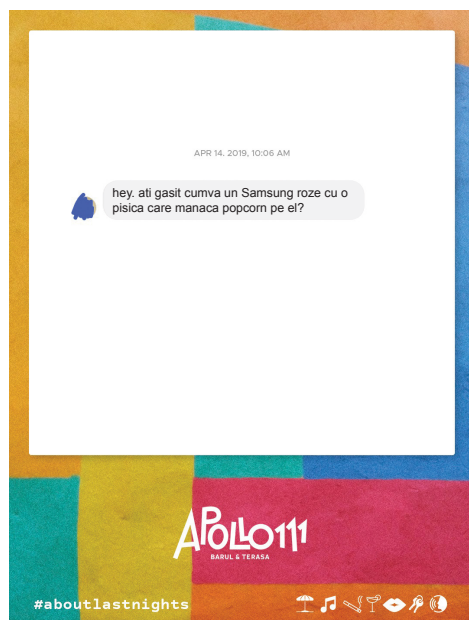 APR 14, 2019, 10:06 AM
hey. ati gasit cumva un Samsung roze cu o
pisica care manaca popcorn pe el?
APOLLO111
BARUL & TERASA
#aboutlastnights